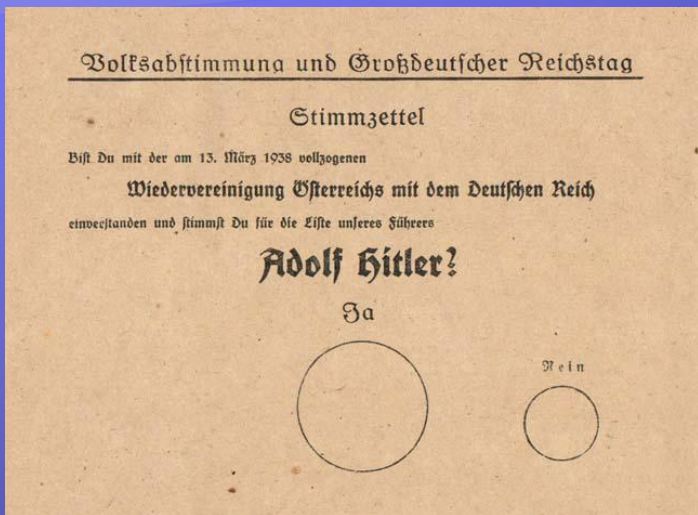 Volksabstimmung und Großdeutscher Reichstag
Stimmzettel
Bist Du mit der am 13. März 1938 vollzogenen
Wiedervereinigung Österreichs mit dem Deutschen Reich
einverstanden und stimmst Du für die Liste unseres Führers
Adolf Hitler?
Ja
Nein